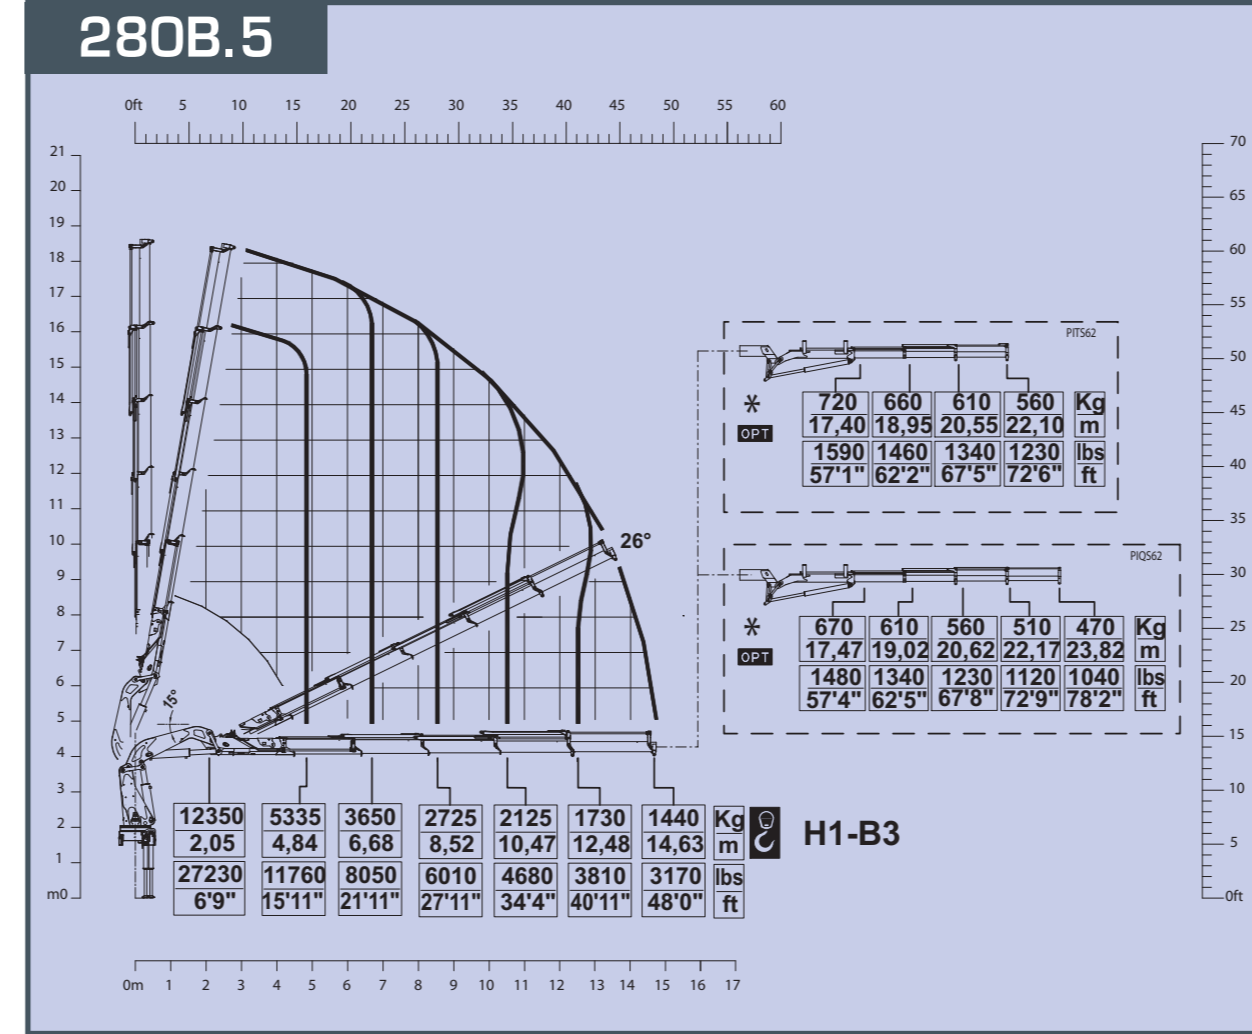 280B.5
0ft 5 10 15 20 25 30 35 40 45 50 55 60
21
20
19
18
17
16
15
14
13
12
11
10
9
8
7
6
5
4
3
2
1
m0
70
65
60
55
50
45
40
35
30
25
20
15
10
5
0ft
PITS62
*
OPT
720 660 610 560 Kg
17,40 18,95 20,55 22,10 m
1590 1460 1340 1230 lbs
57'1" 62'2" 67'5" 72'6" ft
26°
PIQS62
*
OPT
670 610 560 510 470 Kg
17,47 19,02 20,62 22,17 23,82 m
1480 1340 1230 1120 1040 lbs
57'4" 62'5" 67'8" 72'9" 78'2" ft
15°
12350 5335 3650 2725 2125 1730 1440 Kg
2,05 4,84 6,68 8,52 10,47 12,48 14,63 m
27230 11760 8050 6010 4680 3810 3170 lbs
6'9" 15'11" 21'11" 27'11" 34'4" 40'11" 48'0" ft
H1-B3
0m 1 2 3 4 5 6 7 8 9 10 11 12 13 14 15 16 17